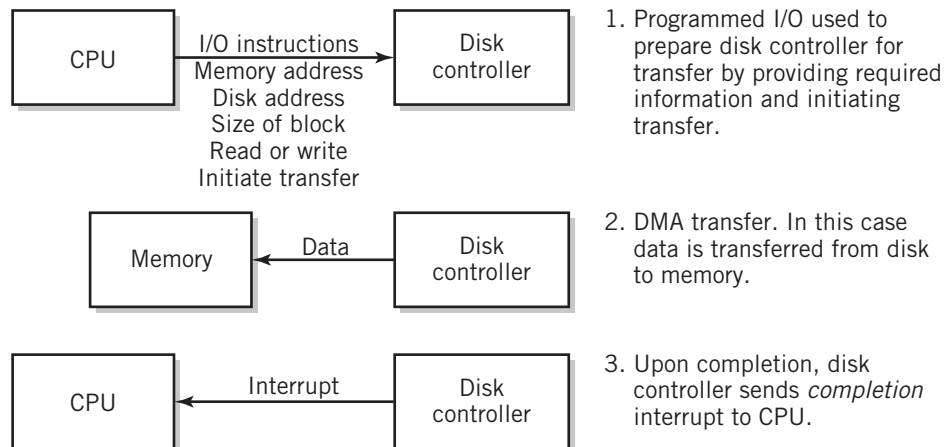 CPU
I/O instructions
Memory address
Disk address
Size of block
Read or write
Initiate transfer
Disk
controller
1. Programmed I/O used to
prepare disk controller for
transfer by providing required
information and initiating
transfer.
Memory
Data
Disk
controller
2. DMA transfer. In this case
data is transferred from disk
to memory.
CPU
Interrupt
Disk
controller
3. Upon completion, disk
controller sends completion
interrupt to CPU.